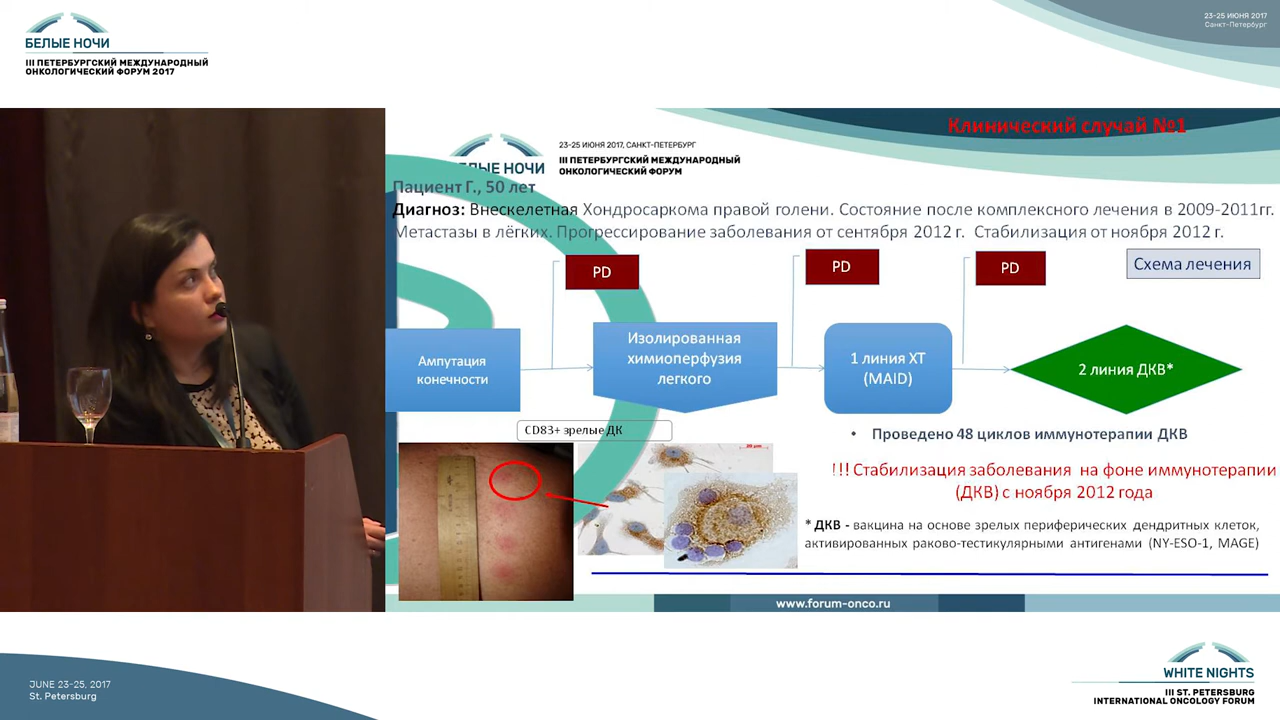 БЕЛЫЕ НОЧИ
III ПЕТЕРБУРГСКИЙ МЕЖДУНАРОДНЫЙ
ОНКОЛОГИЧЕСКИЙ ФОРУМ 2017
23-25 ИЮНЯ 2017
Санкт-Петербург
Клинический случай №1
23-25 ИЮНЯ 2017, САНКТ-ПЕТЕРБУРГ
БЕЛЫЕ НОЧИ
III ПЕТЕРБУРГСКИЙ МЕЖДУНАРОДНЫЙ
ОНКОЛОГИЧЕСКИЙ ФОРУМ
Пациент Г., 50 лет
Диагноз: Внескелетная Хондросаркома правой голени. Состояние после комплексного лечения в 2009-2011гг.
Метастазы в лёгких. Прогрессирование заболевания от сентября 2012 г. Стабилизация от ноября 2012 г.
PD
PD
PD
Схема лечения
Ампутация
конечности
Изолированная
химиоперфузия
легкого
1 линия ХТ
(MAID)
2 линия ДКВ*
CD83+ зрелые ДК
• Проведено 48 циклов иммунотерапии ДКВ
!!! Стабилизация заболевания на фоне иммунотерапии
(ДКВ) с ноября 2012 года
* ДКВ - вакцина на основе зрелых периферических дендритных клеток,
активированных раково-тестикулярными антигенами (NY-ESO-1, MAGE)
www.forum-onco.ru
JUNE 23-25, 2017
St. Petersburg
WHITE NIGHTS
III ST. PETERSBURG
INTERNATIONAL ONCOLOGY FORUM